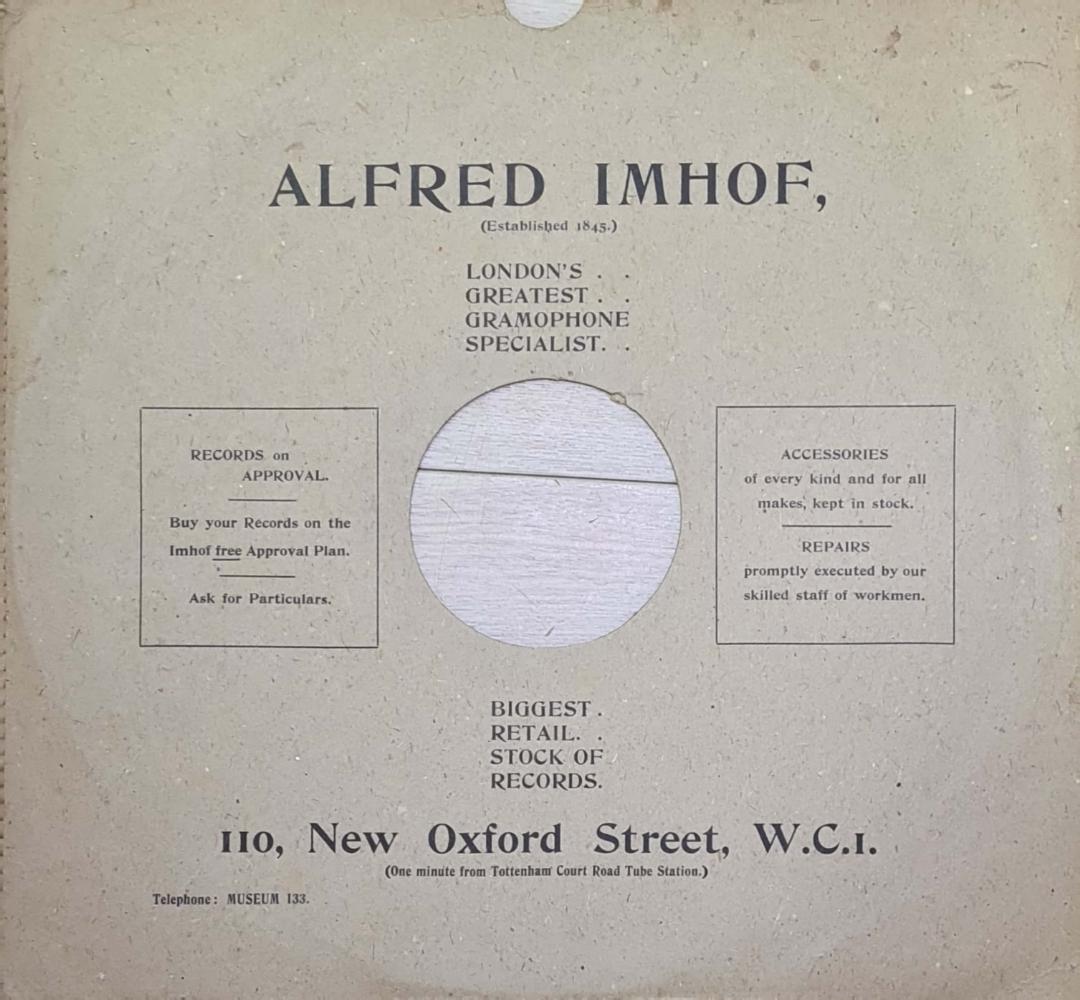 ALFRED IMHOF,
(Established 1845.)
LONDON'S . .
GREATEST . .
GRAMOPHONE
SPECIALIST. .
RECORDS on
APPROVAL.
Buy your Records on the
Imhof free Approval Plan.
Ask for Particulars.
ACCESSORIES
of every kind and for all
makes, kept in stock.
REPAIRS
promptly executed by our
skilled staff of workmen.
BIGGEST .
RETAIL. .
STOCK OF
RECORDS.
110, New Oxford Street, W.C.1.
(One minute from Tottenham Court Road Tube Station.)
Telephone: MUSEUM 133.